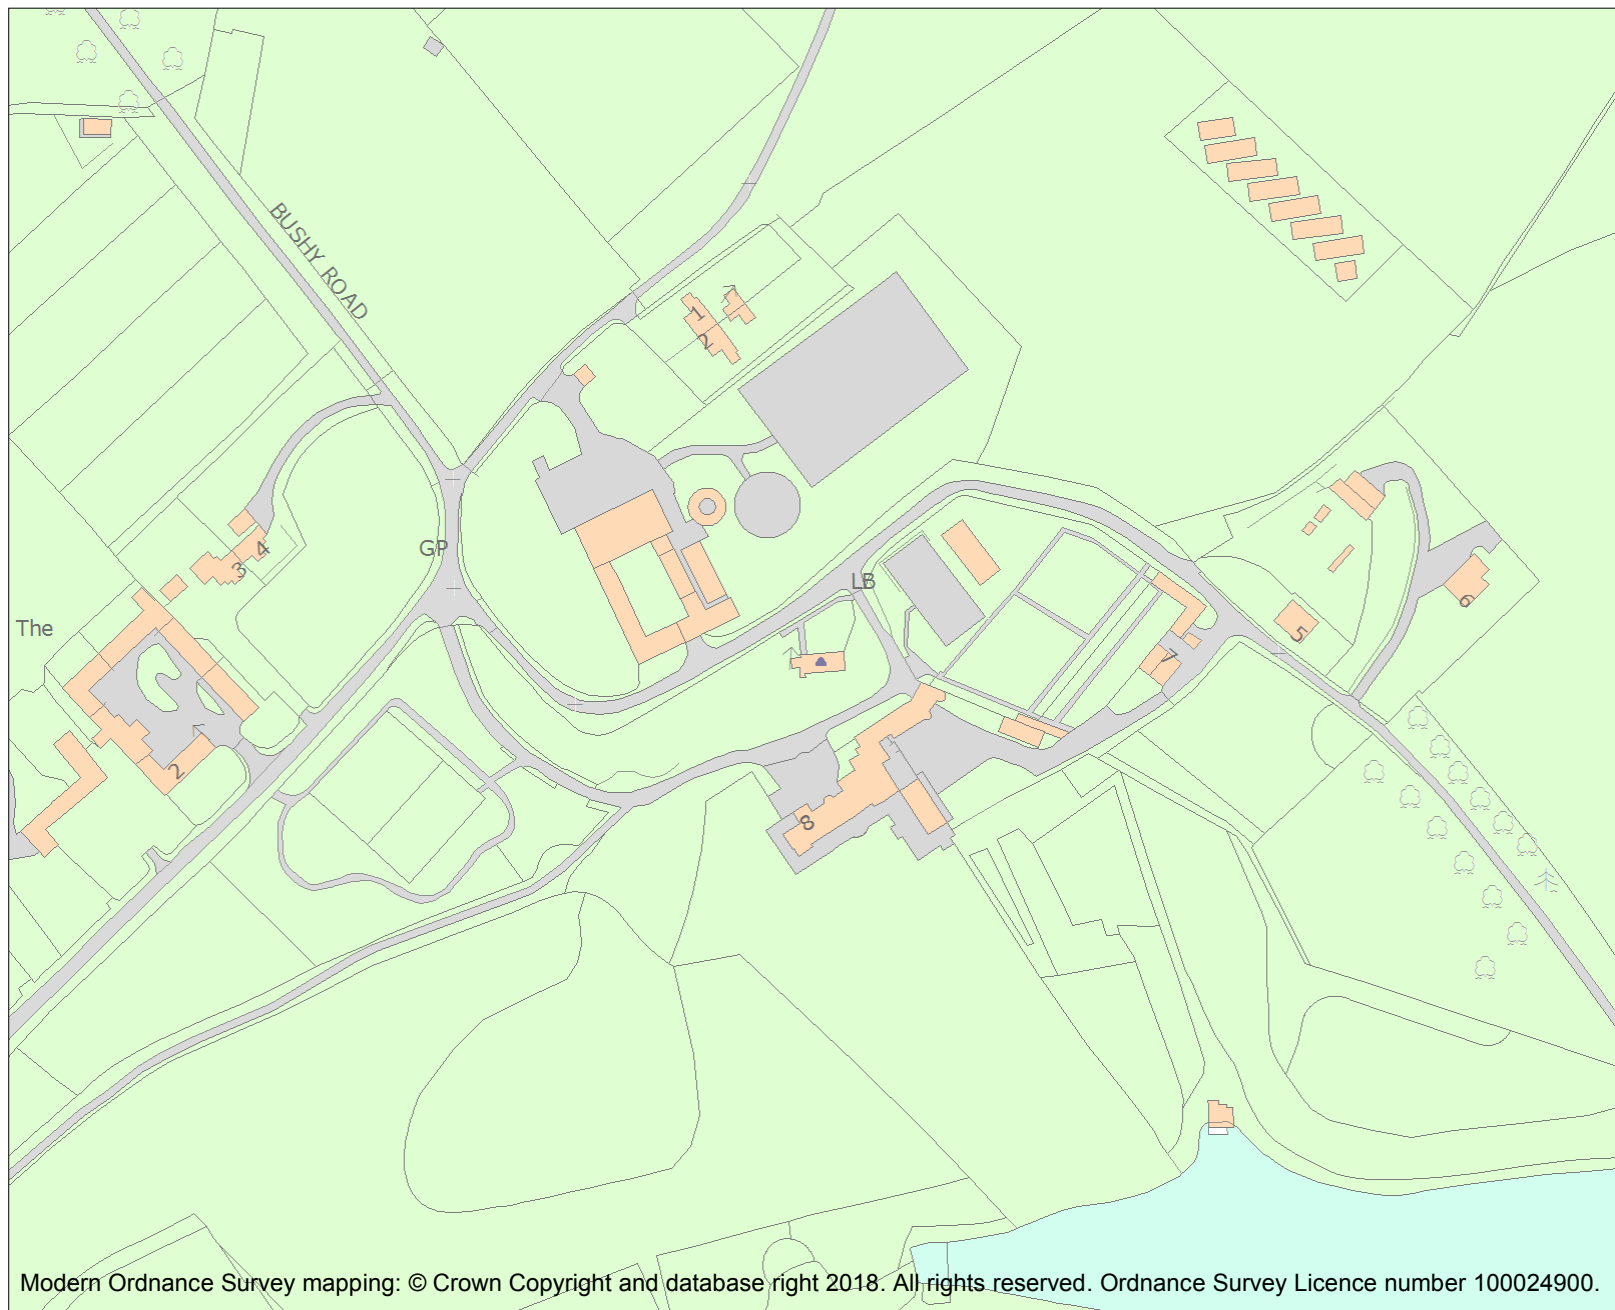 BUSHY ROAD
1
2
GP
4
3
LB
The
6
5
7
2
8
Modern Ordnance Survey mapping: © Crown Copyright and database right 2018. All rights reserved. Ordnance Survey Licence number 100024900.